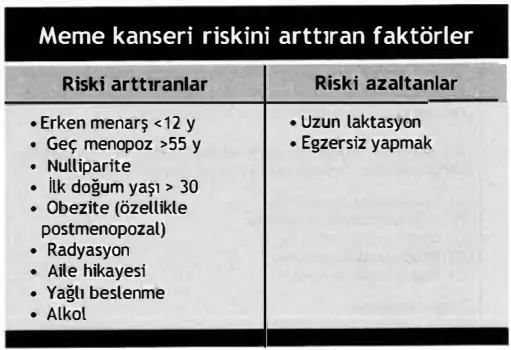 Meme kanseri riskini arttıran faktörler
Riski arttıranlar
• Erken menarş <12 y
• Geç menopoz >55 y
• Nulliparite
• İlk doğum yaşı > 30
• Obezite (özellikle
postmenopozal)
• Radyasyon
• Aile hikayesi
• Yağlı beslenme
• Alkol
Riski azaltanlar
• Uzun laktasyon
• Egzersiz yapmak